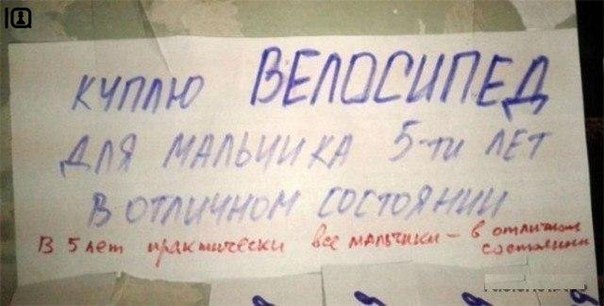 КУПЛЮ ВЕЛОСИПЕД
ДЛЯ МАЛЬЧИКА 5-ти ЛЕТ
В ОТЛИЧНОМ СОСТОЯНИИ
В 5 лет практически все мальчики – в отличном
состоянии